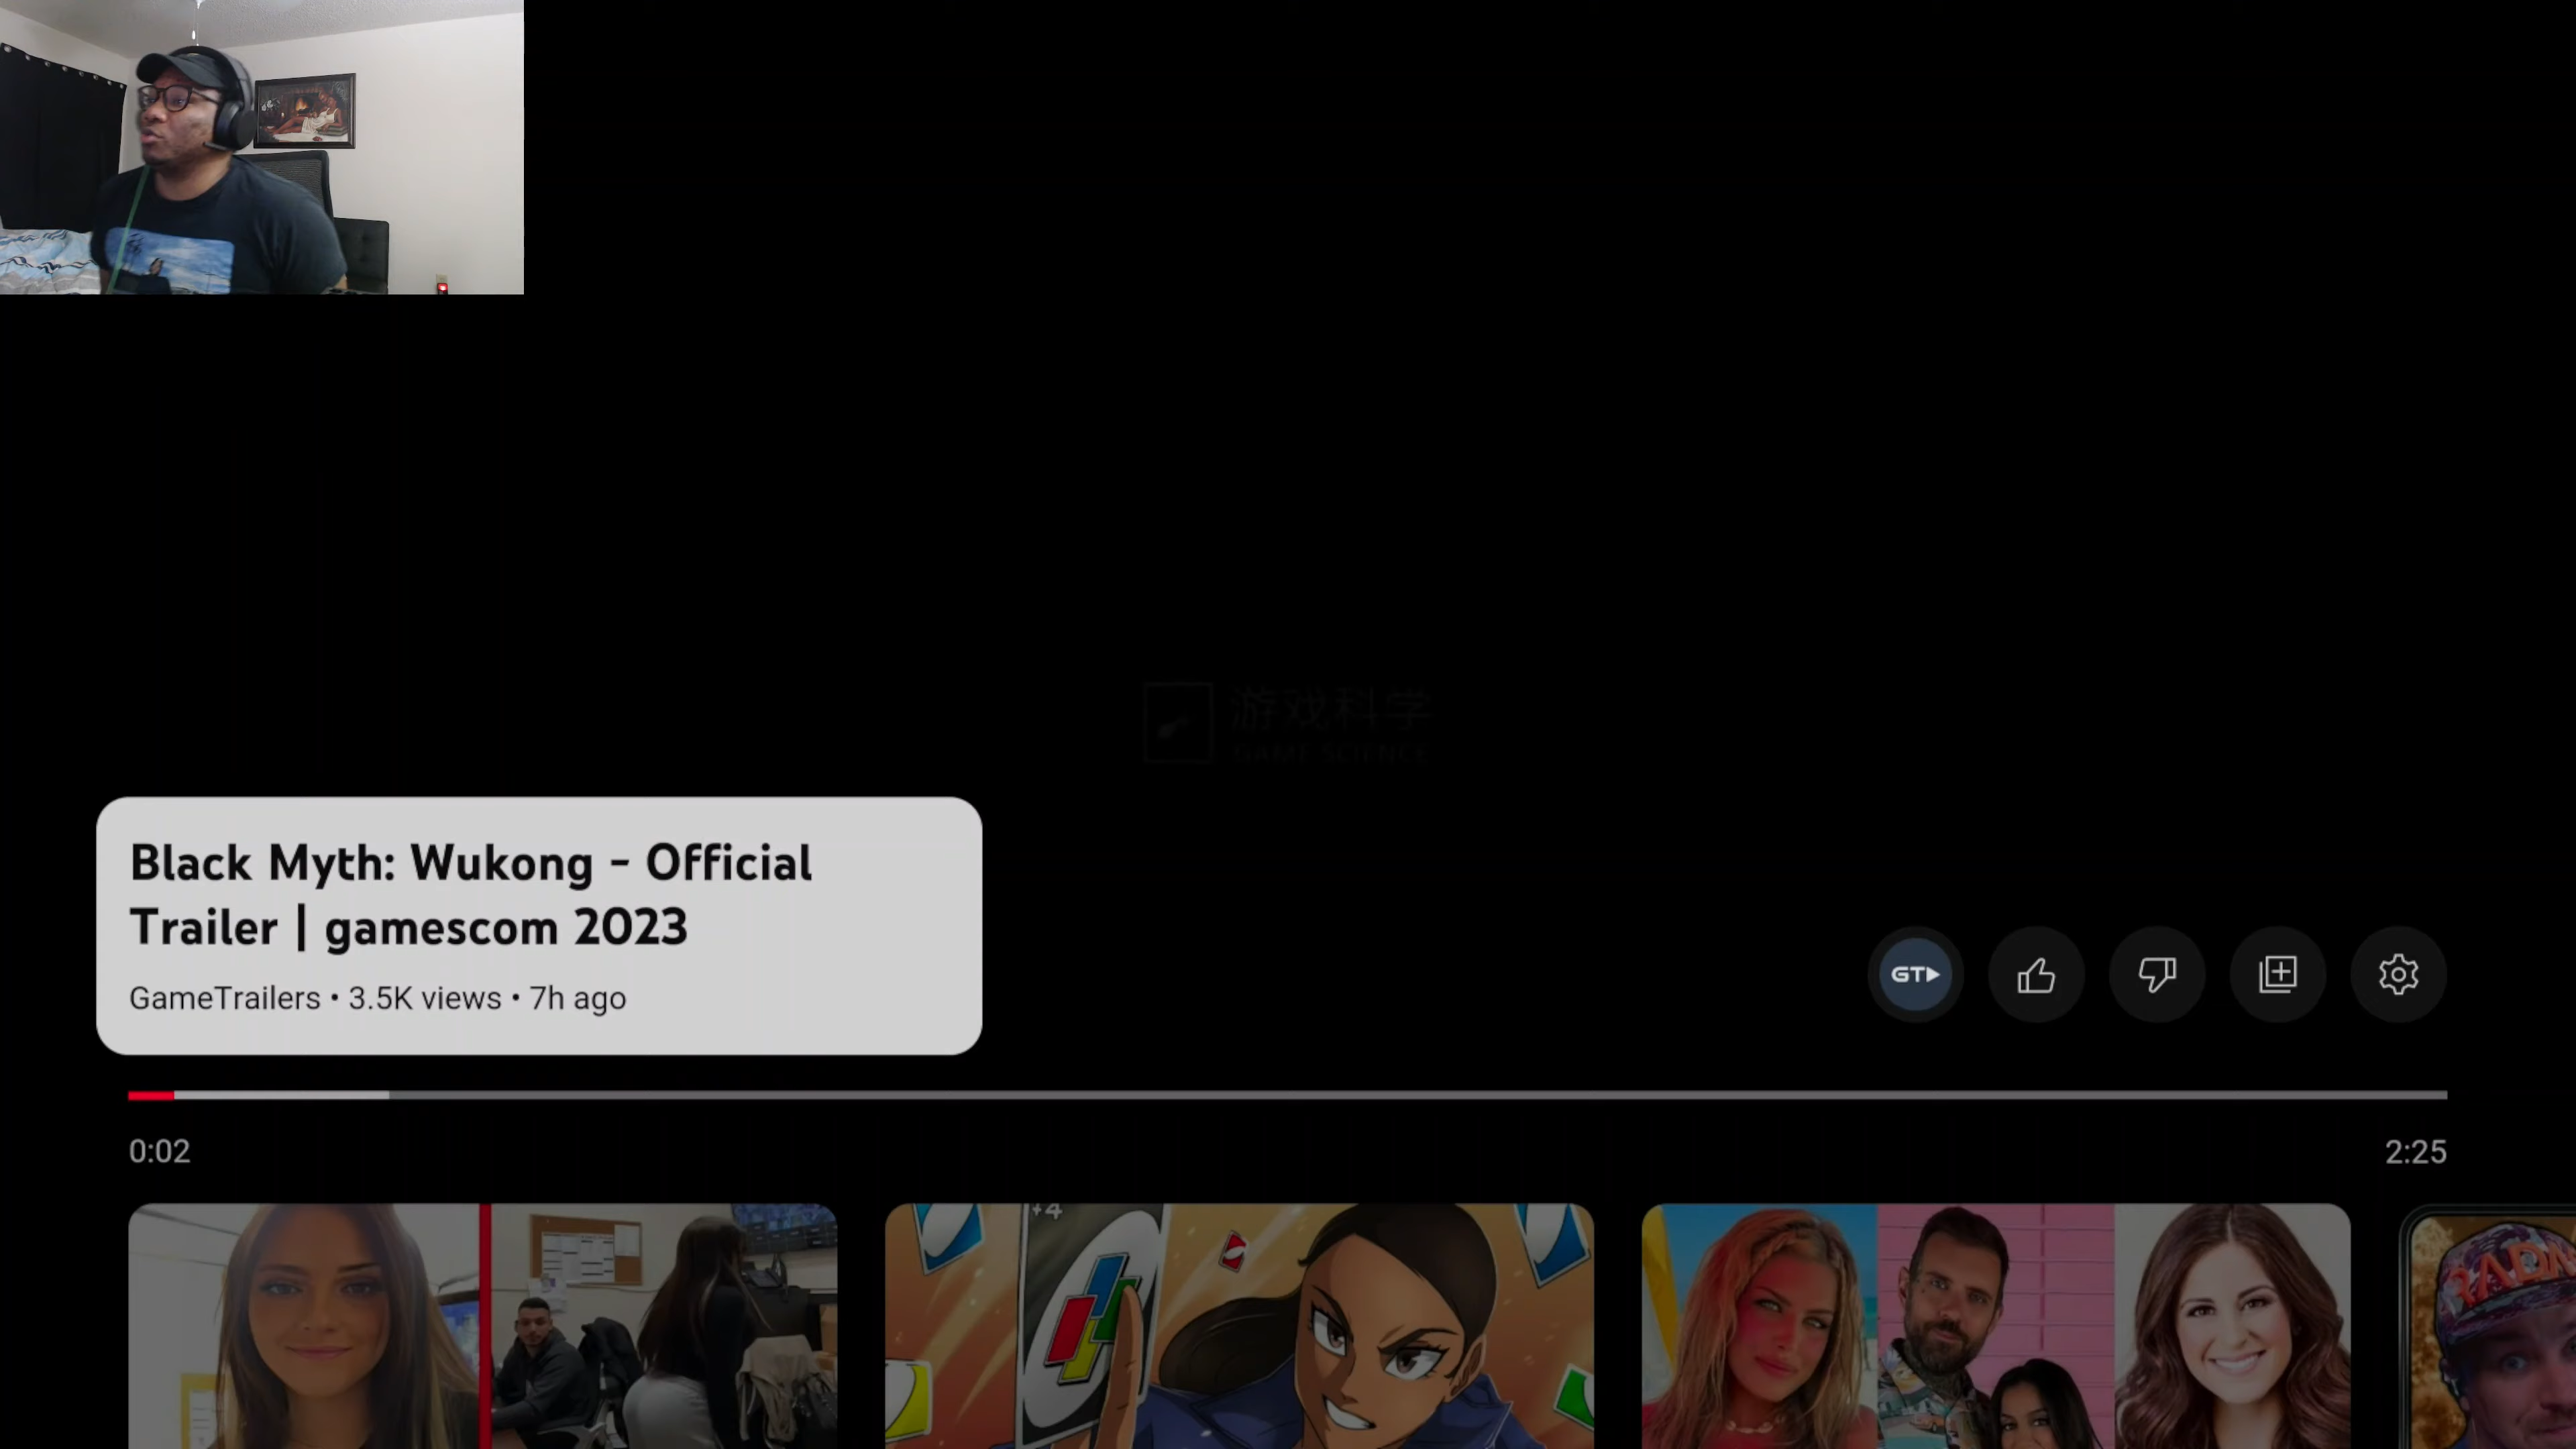 游戏科学
GAME SCIENCE
Black Myth: Wukong - Official
Trailer | gamescom 2023
GameTrailers • 3.5K views • 7h ago
GT
0:02
2:25
+4